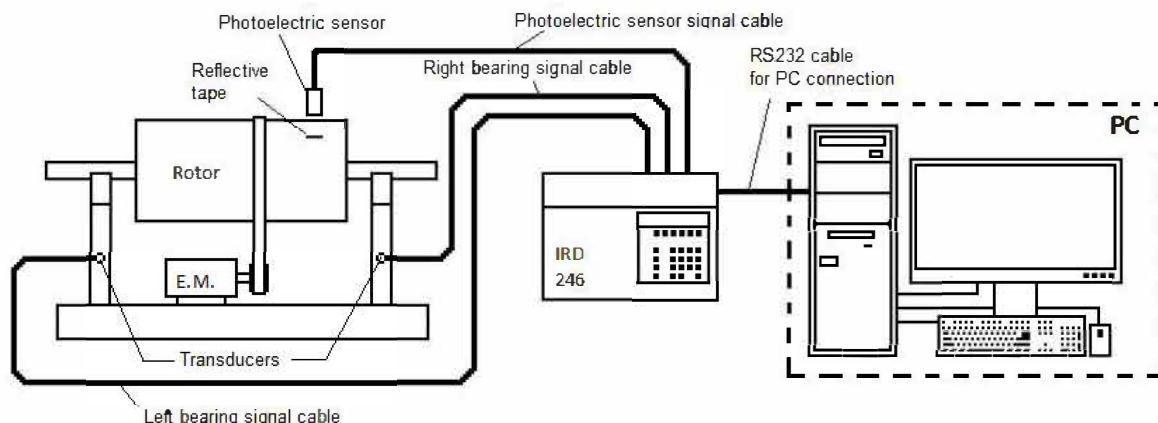 Photoelectric sensor
Photoelectric sensor signal cable
Reflective
tape
Right bearing signal cable
RS232 cable
for PC connection
PC
Rotor
IRD
246
E.M.
Transducers
Left bearing signal cable